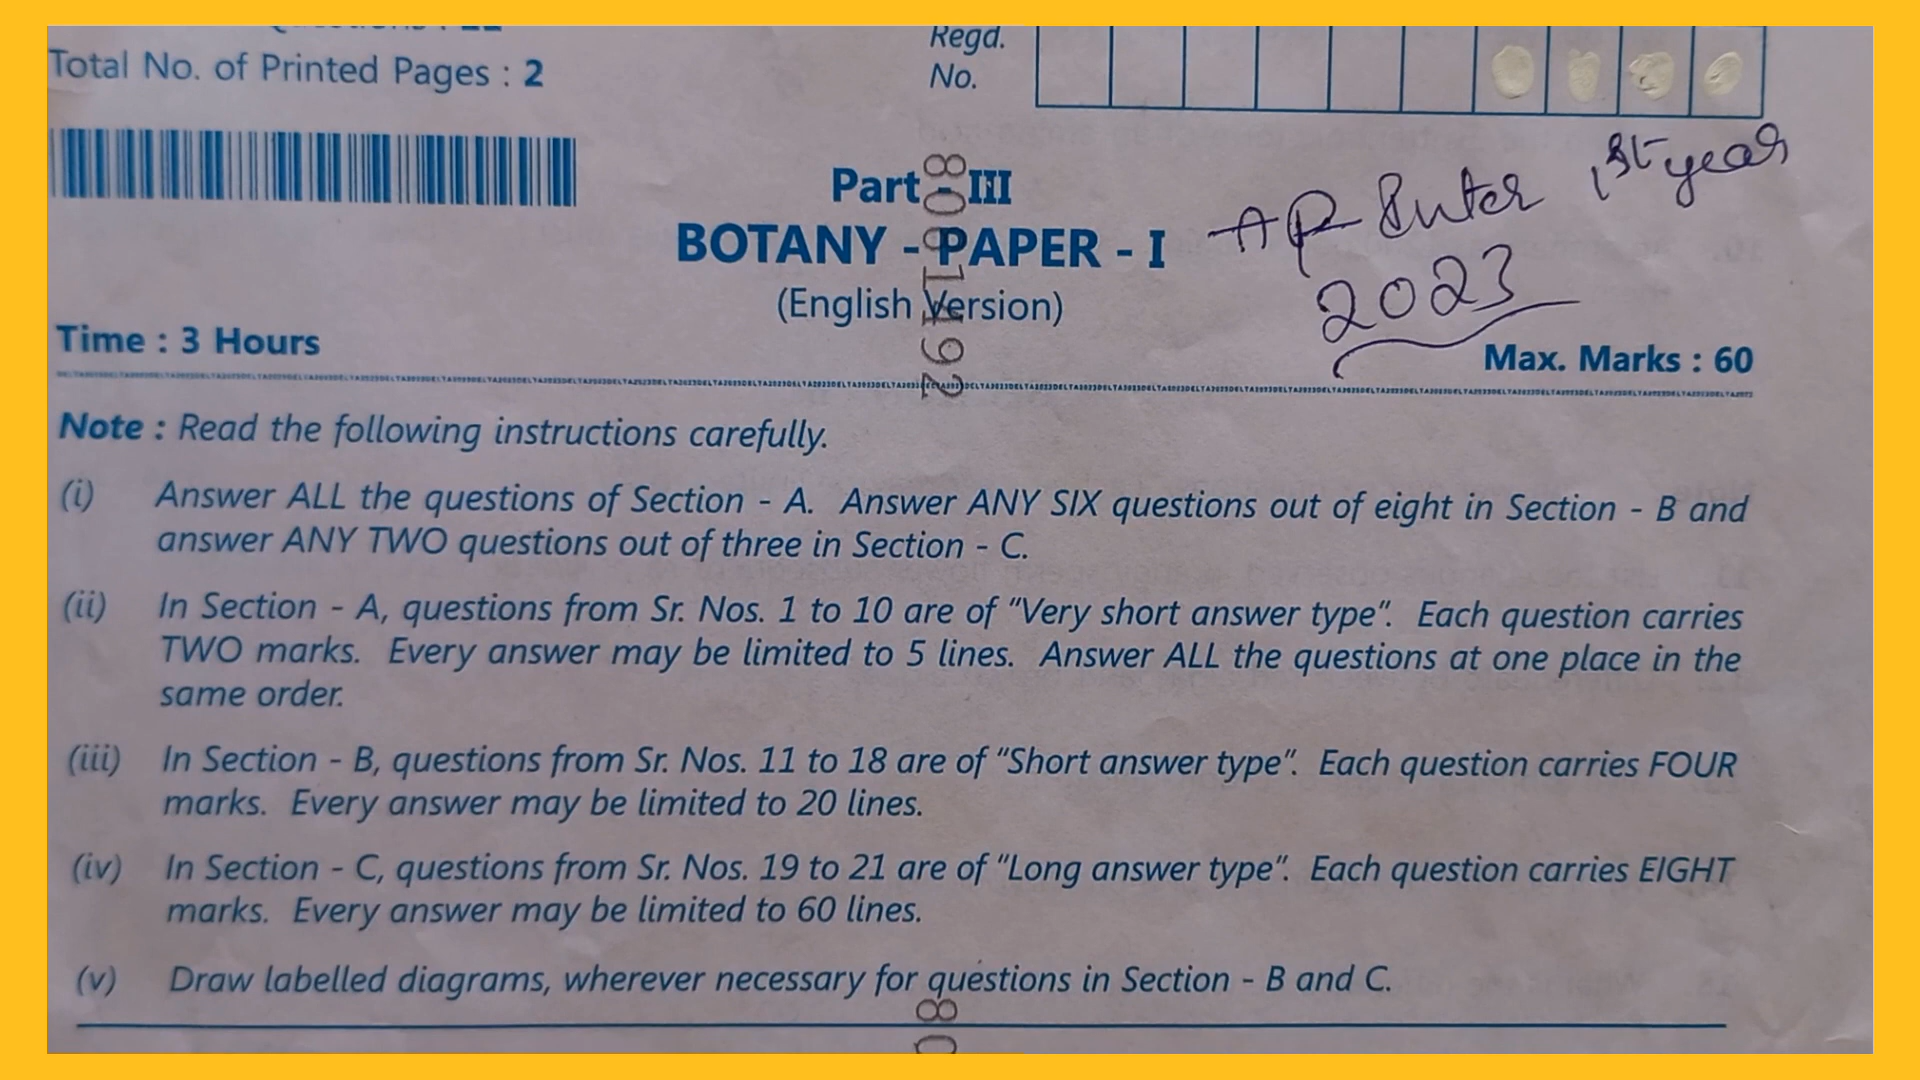 Total No. of Printed Pages : 2
Regd.
No.
Part - III
BOTANY - PAPER - I
(English Version)
AP Inter 1st year
2023
8001192
Time : 3 Hours
Max. Marks : 60
Note : Read the following instructions carefully.
(i) Answer ALL the questions of Section - A. Answer ANY SIX questions out of eight in Section - B and
answer ANY TWO questions out of three in Section - C.
(ii) In Section - A, questions from Sr. Nos. 1 to 10 are of "Very short answer type". Each question carries
TWO marks. Every answer may be limited to 5 lines. Answer ALL the questions at one place in the
same order.
(iii) In Section - B, questions from Sr. Nos. 11 to 18 are of "Short answer type". Each question carries FOUR
marks. Every answer may be limited to 20 lines.
(iv) In Section - C, questions from Sr. Nos. 19 to 21 are of "Long answer type". Each question carries EIGHT
marks. Every answer may be limited to 60 lines.
(v) Draw labelled diagrams, wherever necessary for questions in Section - B and C.
80